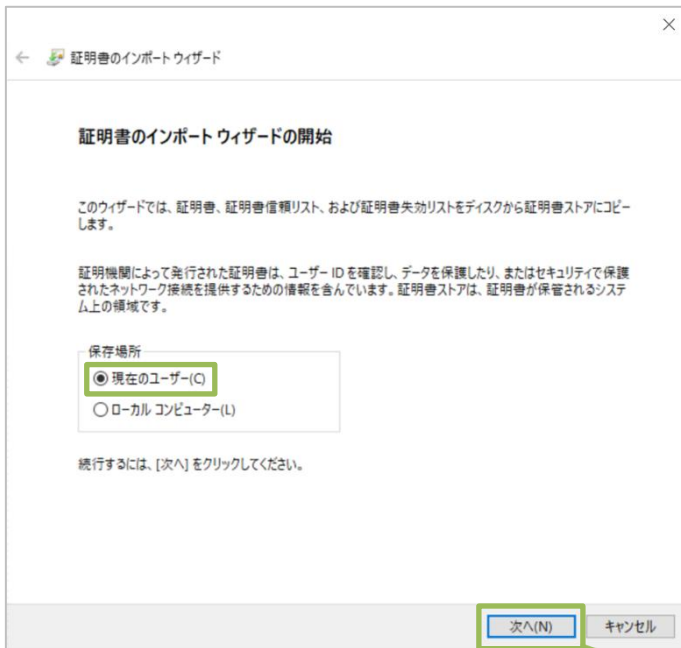 証明書のインポート ウィザード
証明書のインポート ウィザードの開始
このウィザードでは、証明書、証明書信頼リスト、および証明書失効リストをディスクから証明書ストアにコピー
します。
証明機関によって発行された証明書は、ユーザー ID を確認し、データを保護したり、またはセキュリティで保護
されたネットワーク接続を提供するための情報を含んでいます。証明書ストアは、証明書が保管されるシステ
ム上の領域です。
保存場所
現在のユーザー(C)
ローカル コンピューター(L)
続行するには、[次へ] をクリックしてください。
次へ(N)
キャンセル